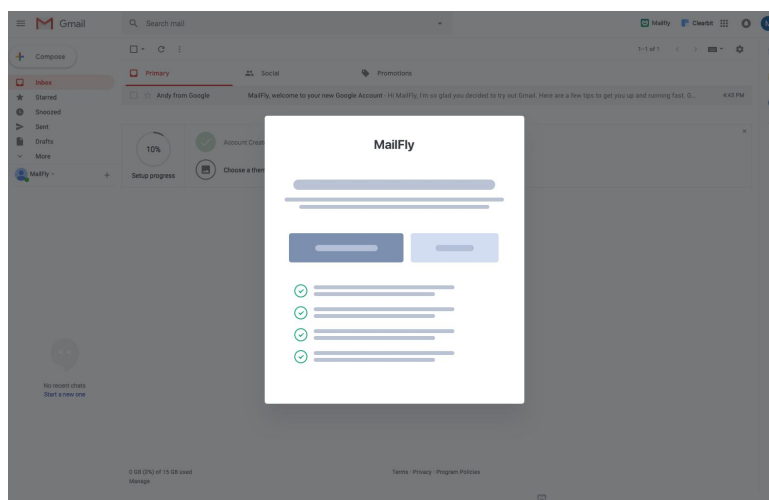 Gmail
Search mail
Mailfly
Clearbit
Compose
1-1 of 1
Inbox
Starred
Snoozed
Sent
Drafts
More
MailFly
Primary
Social
Promotions
Andy from Google
MailFly, welcome to your new Google Account - Hi MailFly, I'm so glad you decided to try out Gmail. Here are a few tips to get you up and running fast.
4:43 PM
10%
Setup progress
Account Create
Choose a them
MailFly
No recent chats
Start a new one
0 GB (0%) of 15 GB used
Manage
Terms · Privacy · Program Policies